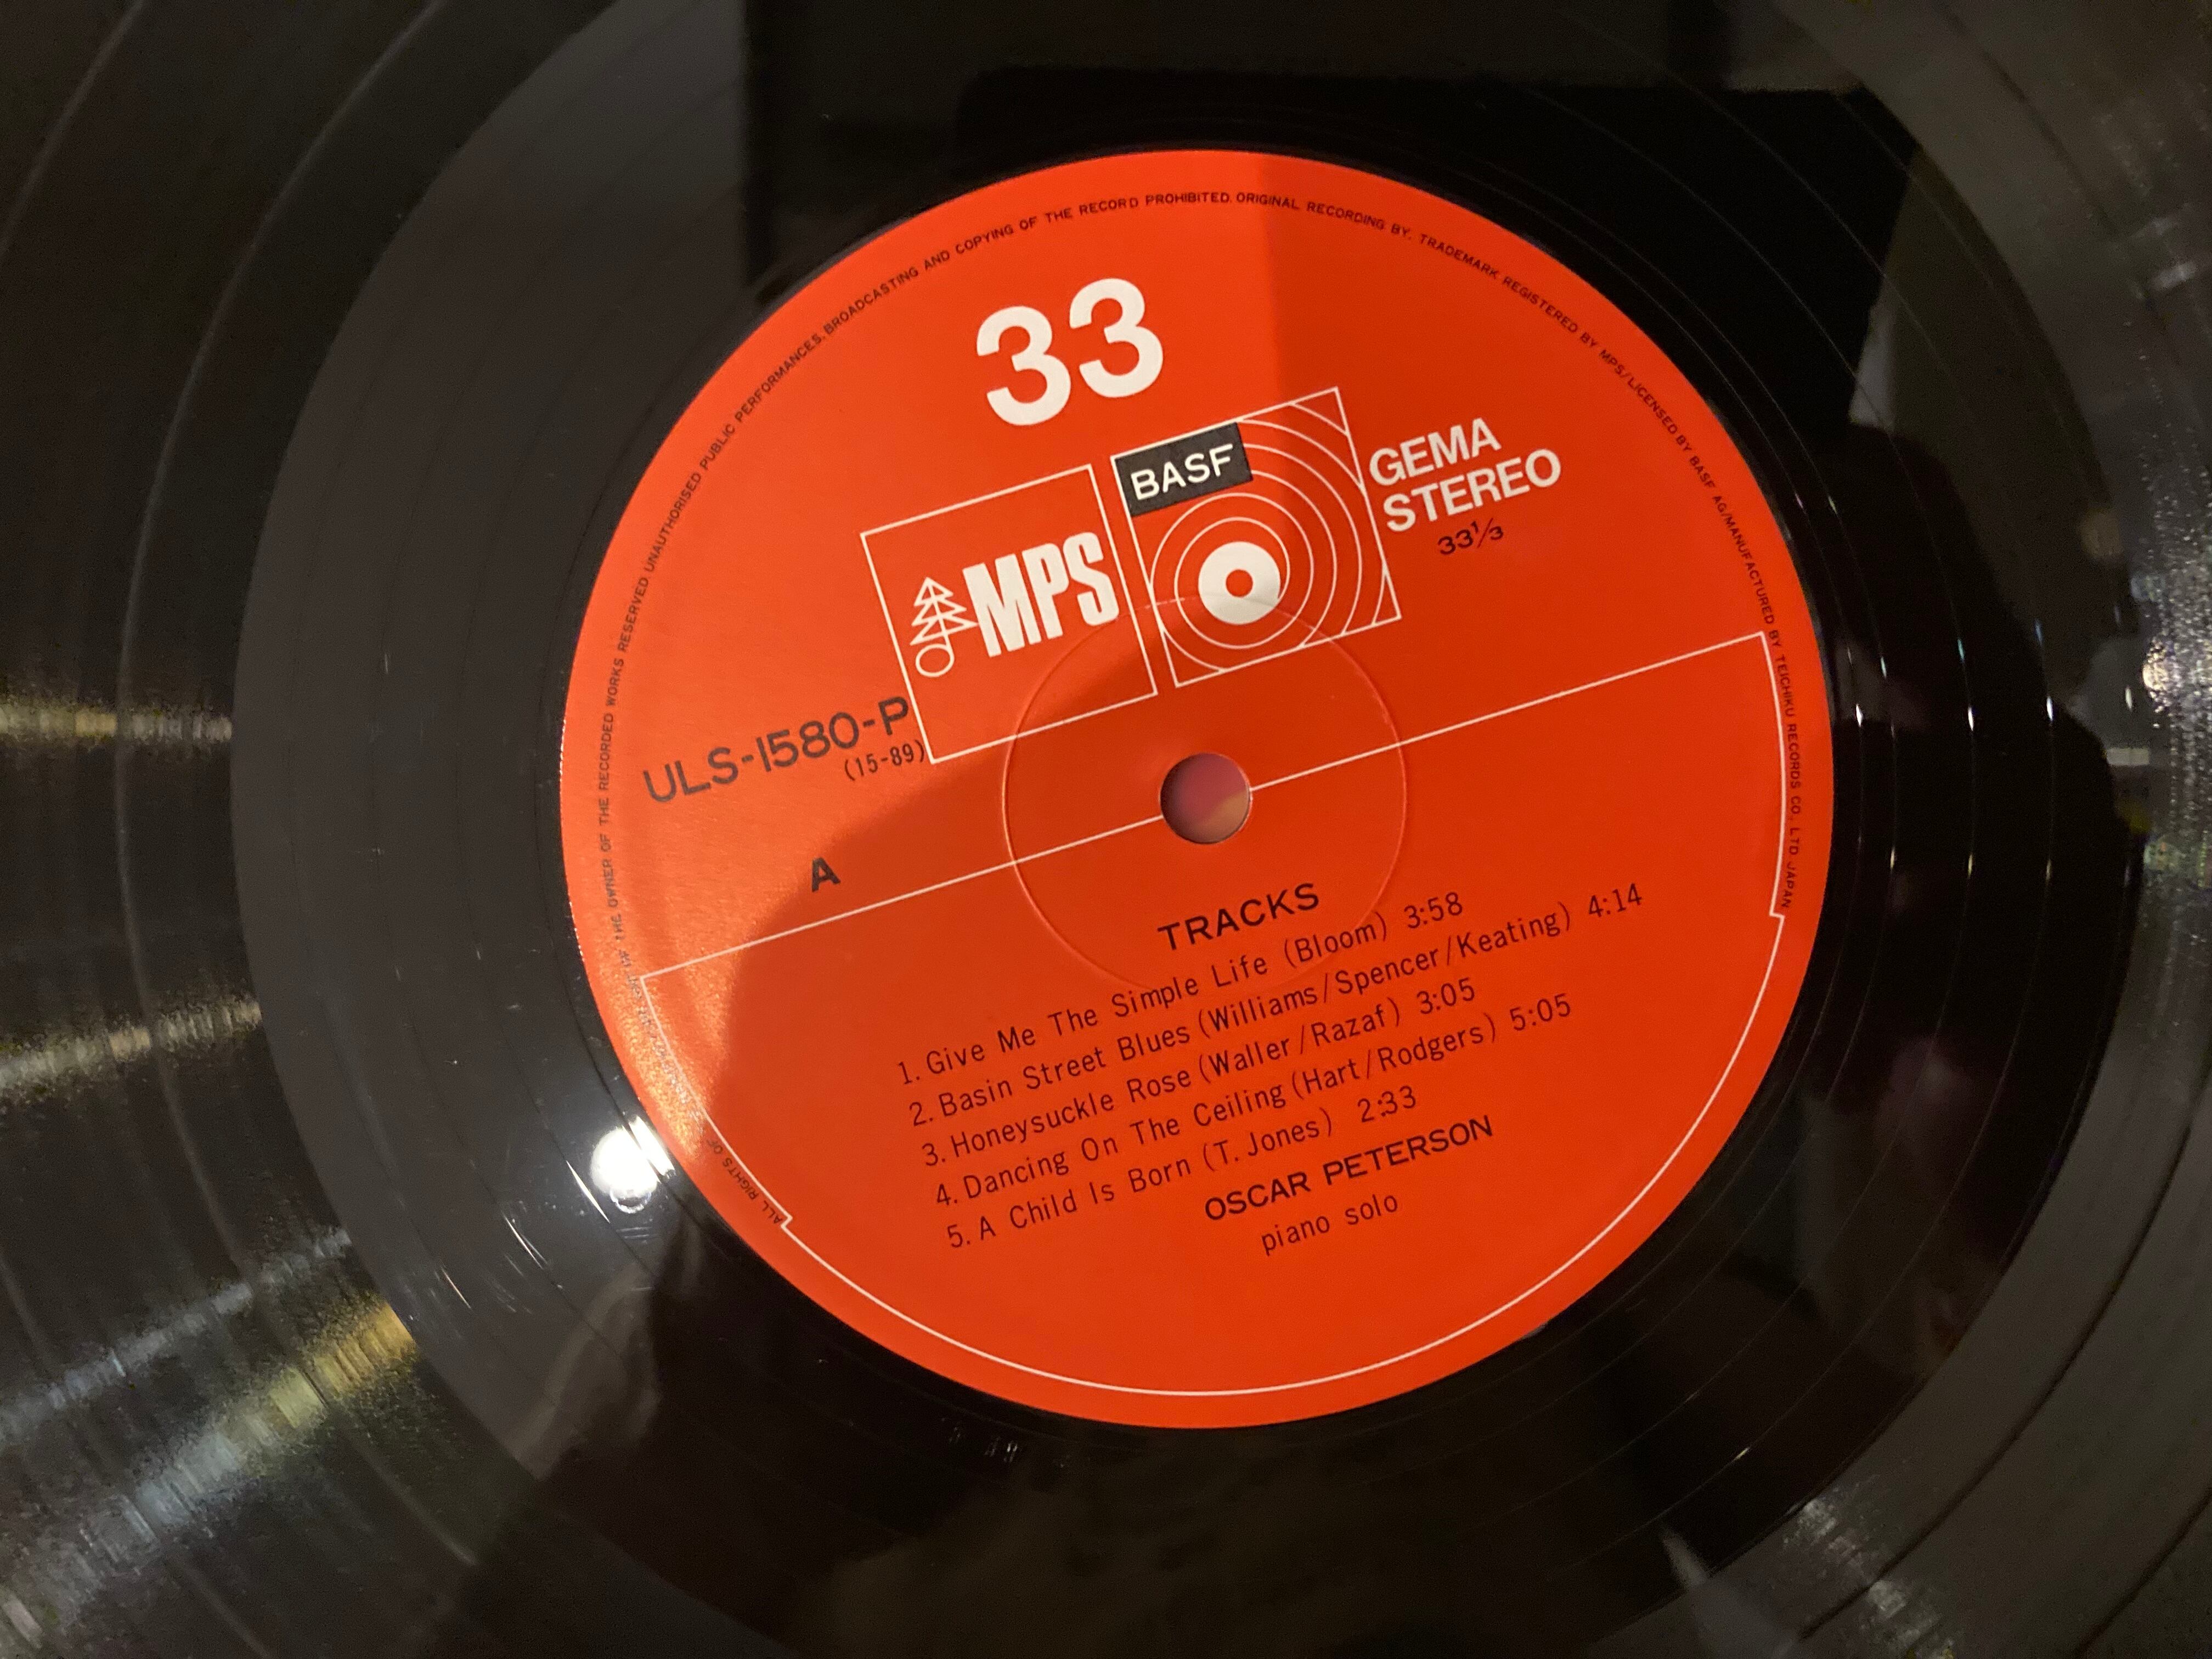 ALL RIGHTS OF THE OWNER OF THE RECORDED WORKS RESERVED UNAUTHORISED PUBLIC PERFORMANCES, BROADCASTING AND COPYING OF THE RECORD PROHIBITED. ORIGINAL RECORDING BY. TRADEMARK REGISTERED BY MPS/LICENSED BY BASF AG/MANUFACTURED BY TEICHIKU RECORDS CO., LTD. JAPAN.
33
BASF
GEMA
STEREO
33⅓
MPS
ULS-1580-P
(15-89)
A
TRACKS
1. Give Me The Simple Life (Bloom) 3:58
2. Basin Street Blues (Williams/Spencer/Keating) 4:14
3. Honeysuckle Rose (Waller/Razaf) 3:05
4. Dancing On The Ceiling (Hart/Rodgers) 5:05
5. A Child Is Born (T. Jones) 2:33
OSCAR PETERSON
piano solo